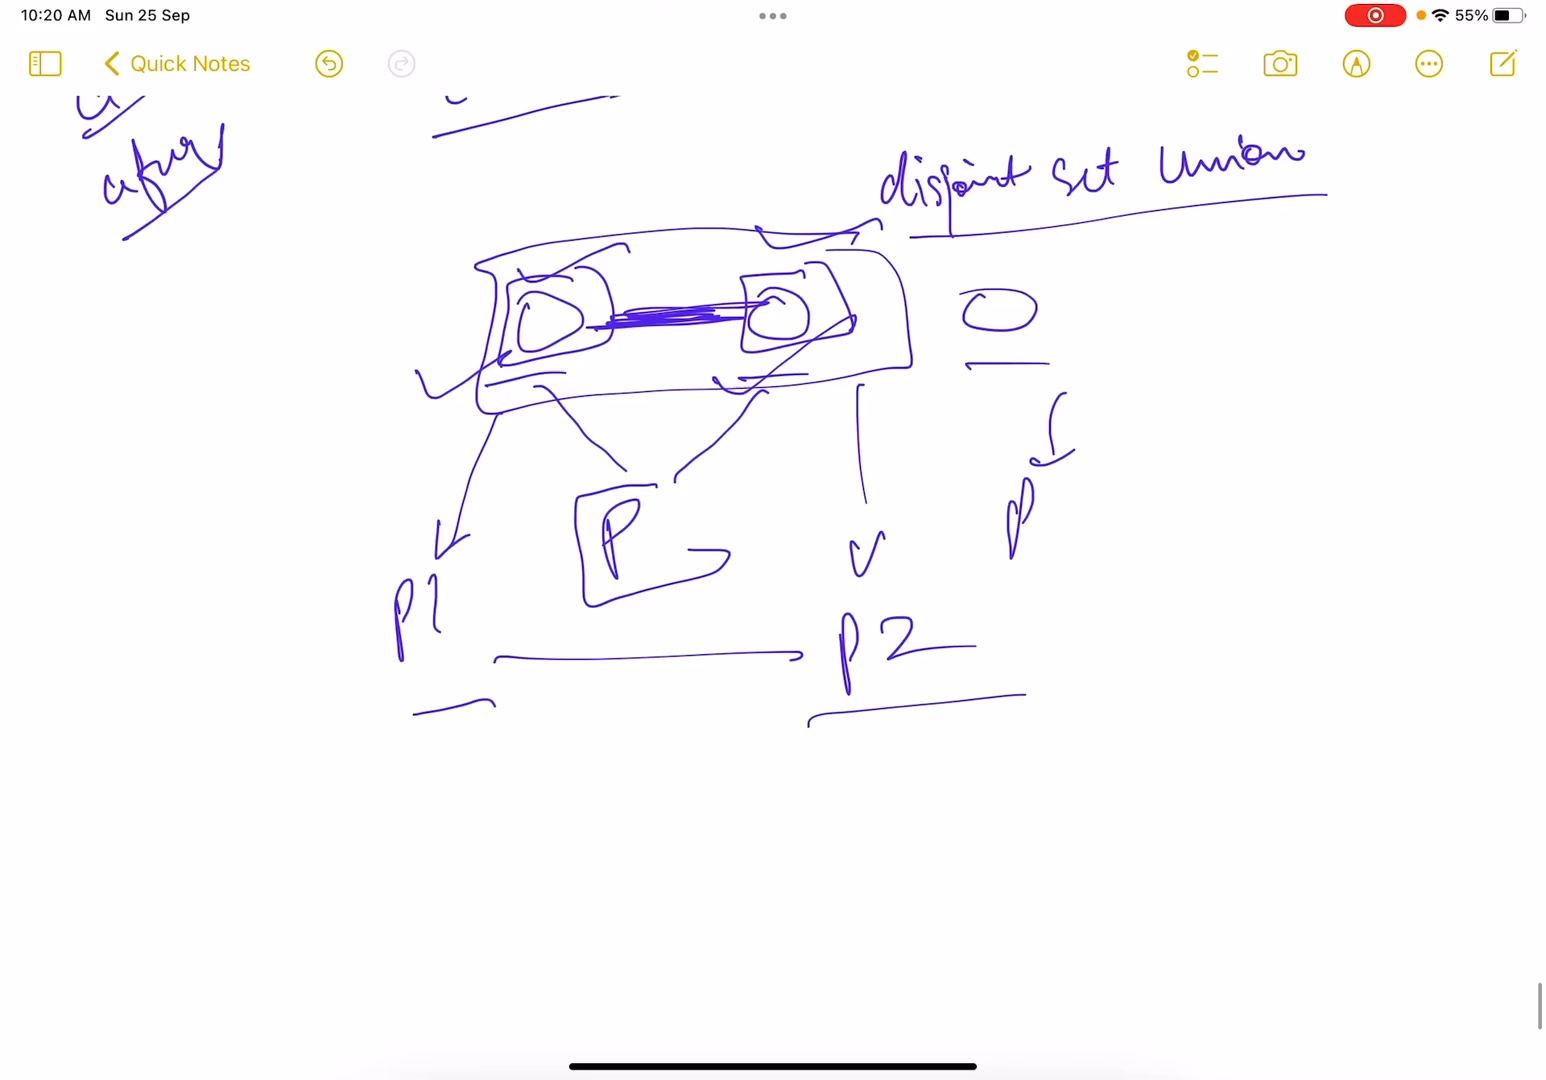 10:20 AM Sun 25 Sep
55%
Quick Notes
disjoint set union
P
P
P1
P2